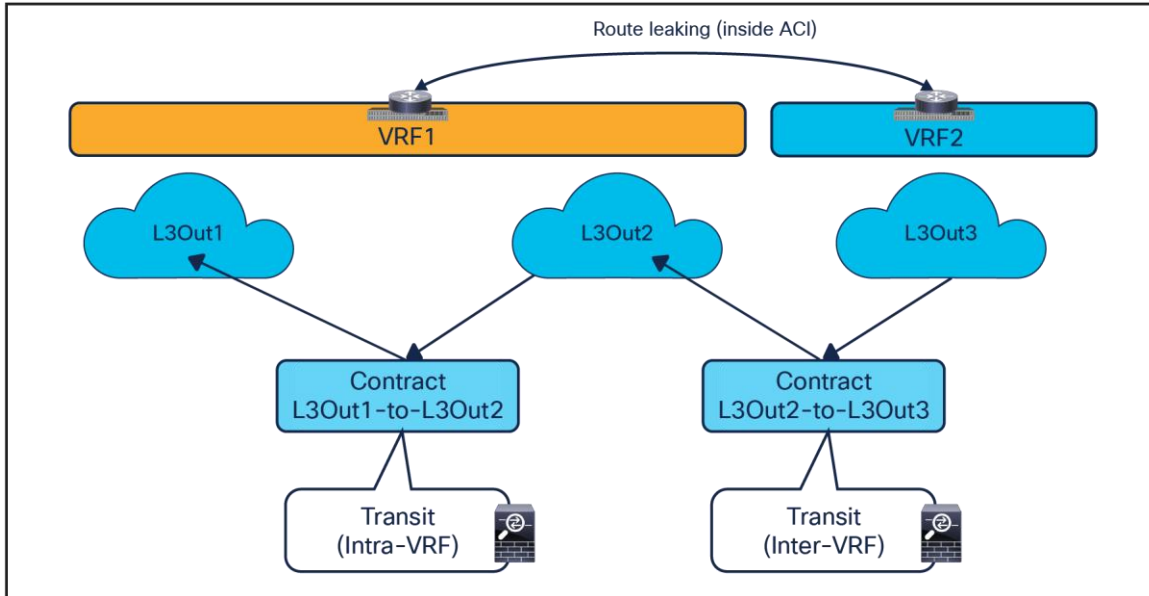 Route leaking (inside ACI)
VRF1
VRF2
L3Out1
L3Out2
L3Out3
Contract
L3Out1-to-L3Out2
Contract
L3Out2-to-L3Out3
Transit
(Intra-VRF)
Transit
(Inter-VRF)